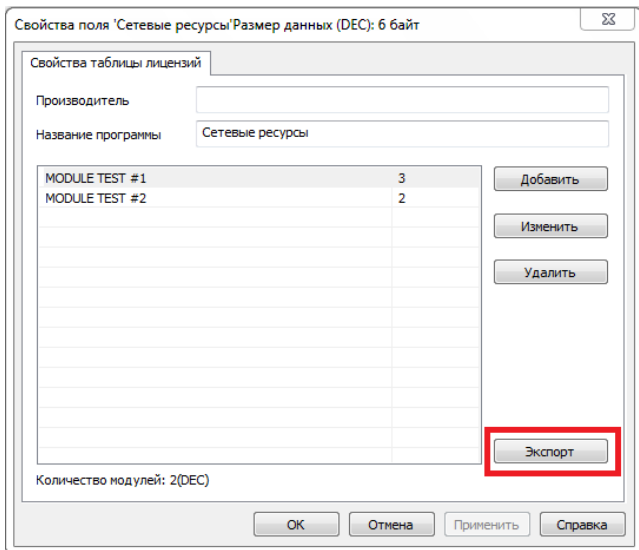 Свойства поля 'Сетевые ресурсы'Размер данных (DEC): 6 байт
Свойства таблицы лицензий
Производитель
Название программы Сетевые ресурсы
MODULE TEST #1 3
MODULE TEST #2 2
Добавить
Изменить
Удалить
Экспорт
Количество модулей: 2(DEC)
OK Отмена Применить Справка